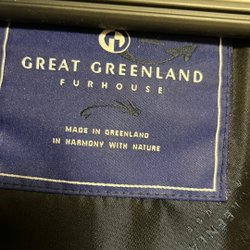 GREAT GREENLAND
FURHOUSE
MADE IN GREENLAND
IN HARMONY WITH NATURE